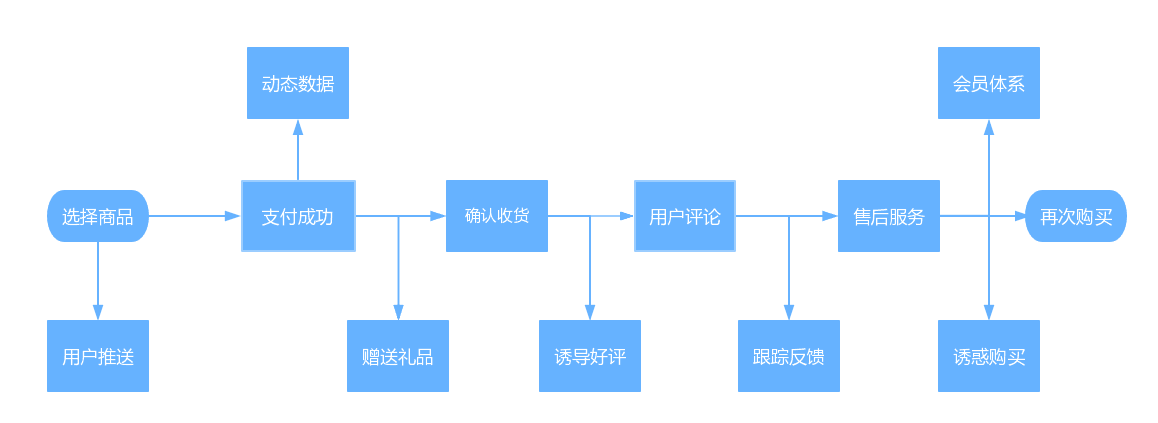 动态数据
会员体系
选择商品
支付成功
确认收货
用户评论
售后服务
再次购买
用户推送
赠送礼品
诱导好评
跟踪反馈
诱惑购买